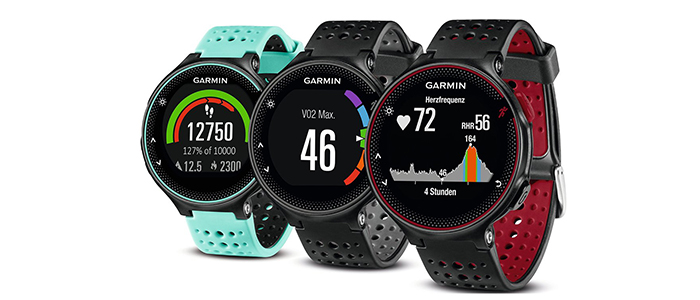 GARMIN
12750
127% of 10000
12.5 2300
GARMIN
VO2 Max.
46
GARMIN
Herzfrequenz
72 RHR 56
164
46
4 Stunden